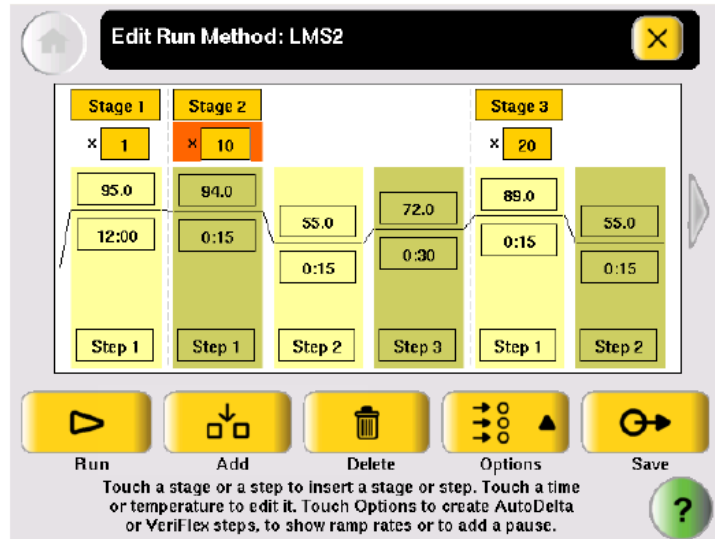 Edit Run Method: LMS2
Stage 1 Stage 2 Stage 3
x 1 x 10 x 20
95.0 94.0 55.0 72.0 89.0 55.0
12:00 0:15 0:15 0:30 0:15 0:15
Step 1 Step 1 Step 2 Step 3 Step 1 Step 2
Run Add Delete Options Save
Touch a stage or a step to insert a stage or step. Touch a time
or temperature to edit it. Touch Options to create AutoDelta
or VeriFlex steps, to show ramp rates or to add a pause.
?